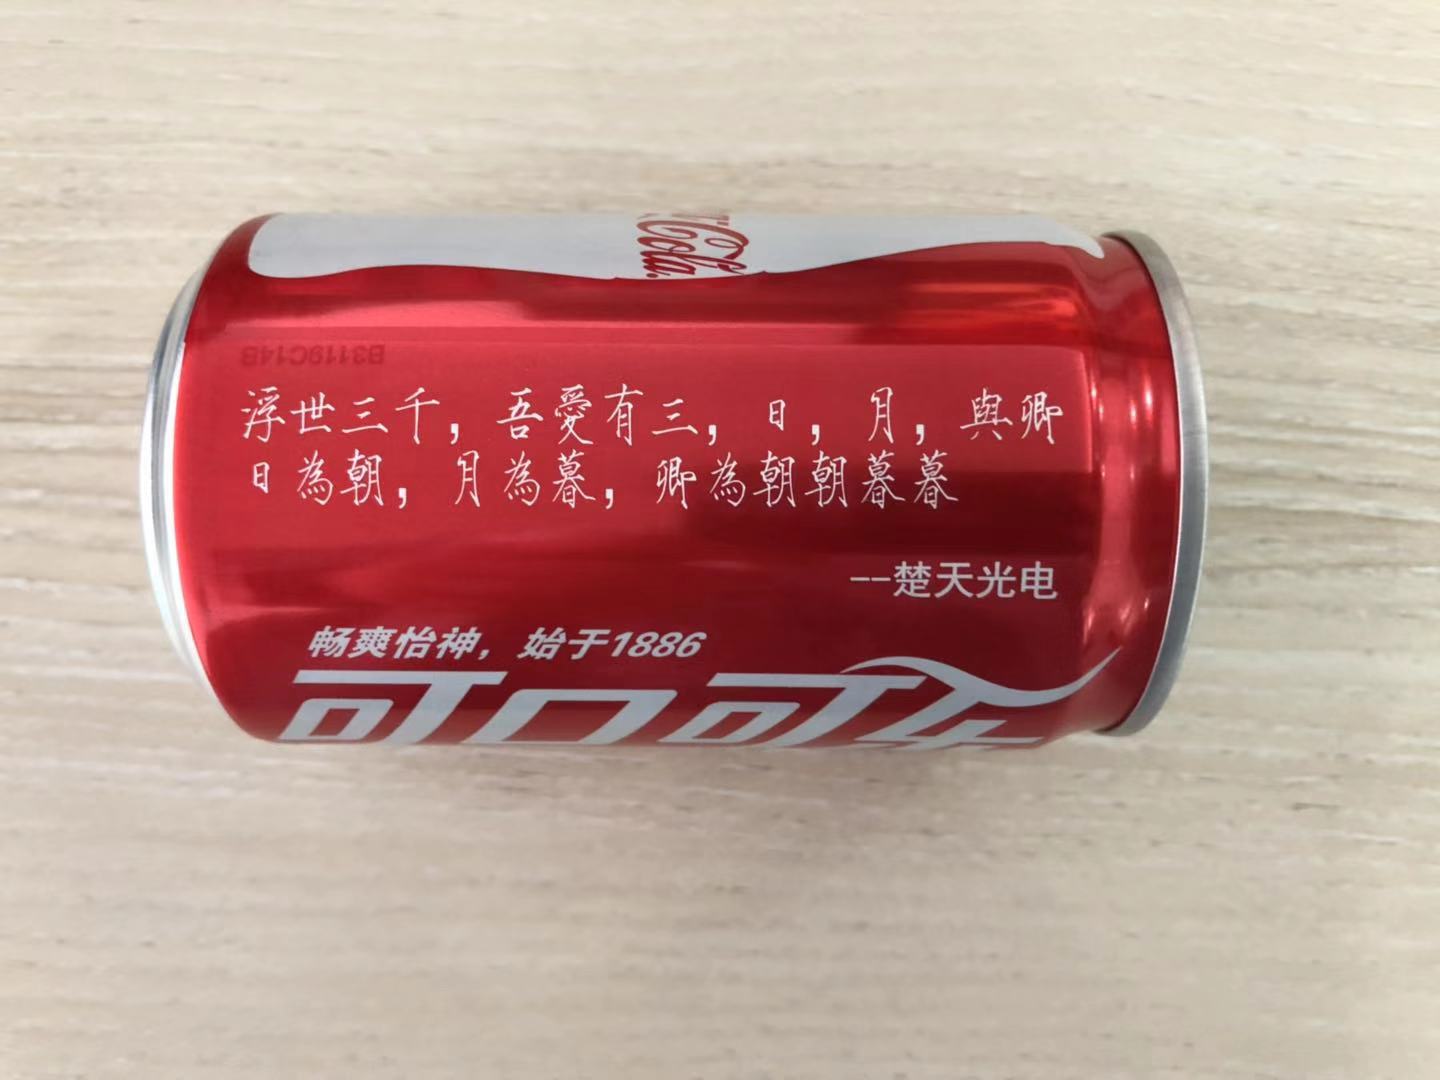 Cola
B3119C14B
浮世三千，吾愛有三，日，月，與卿
日為朝，月為暮，卿為朝朝暮暮
--楚天光电
畅爽怡神，始于1886
可口可乐